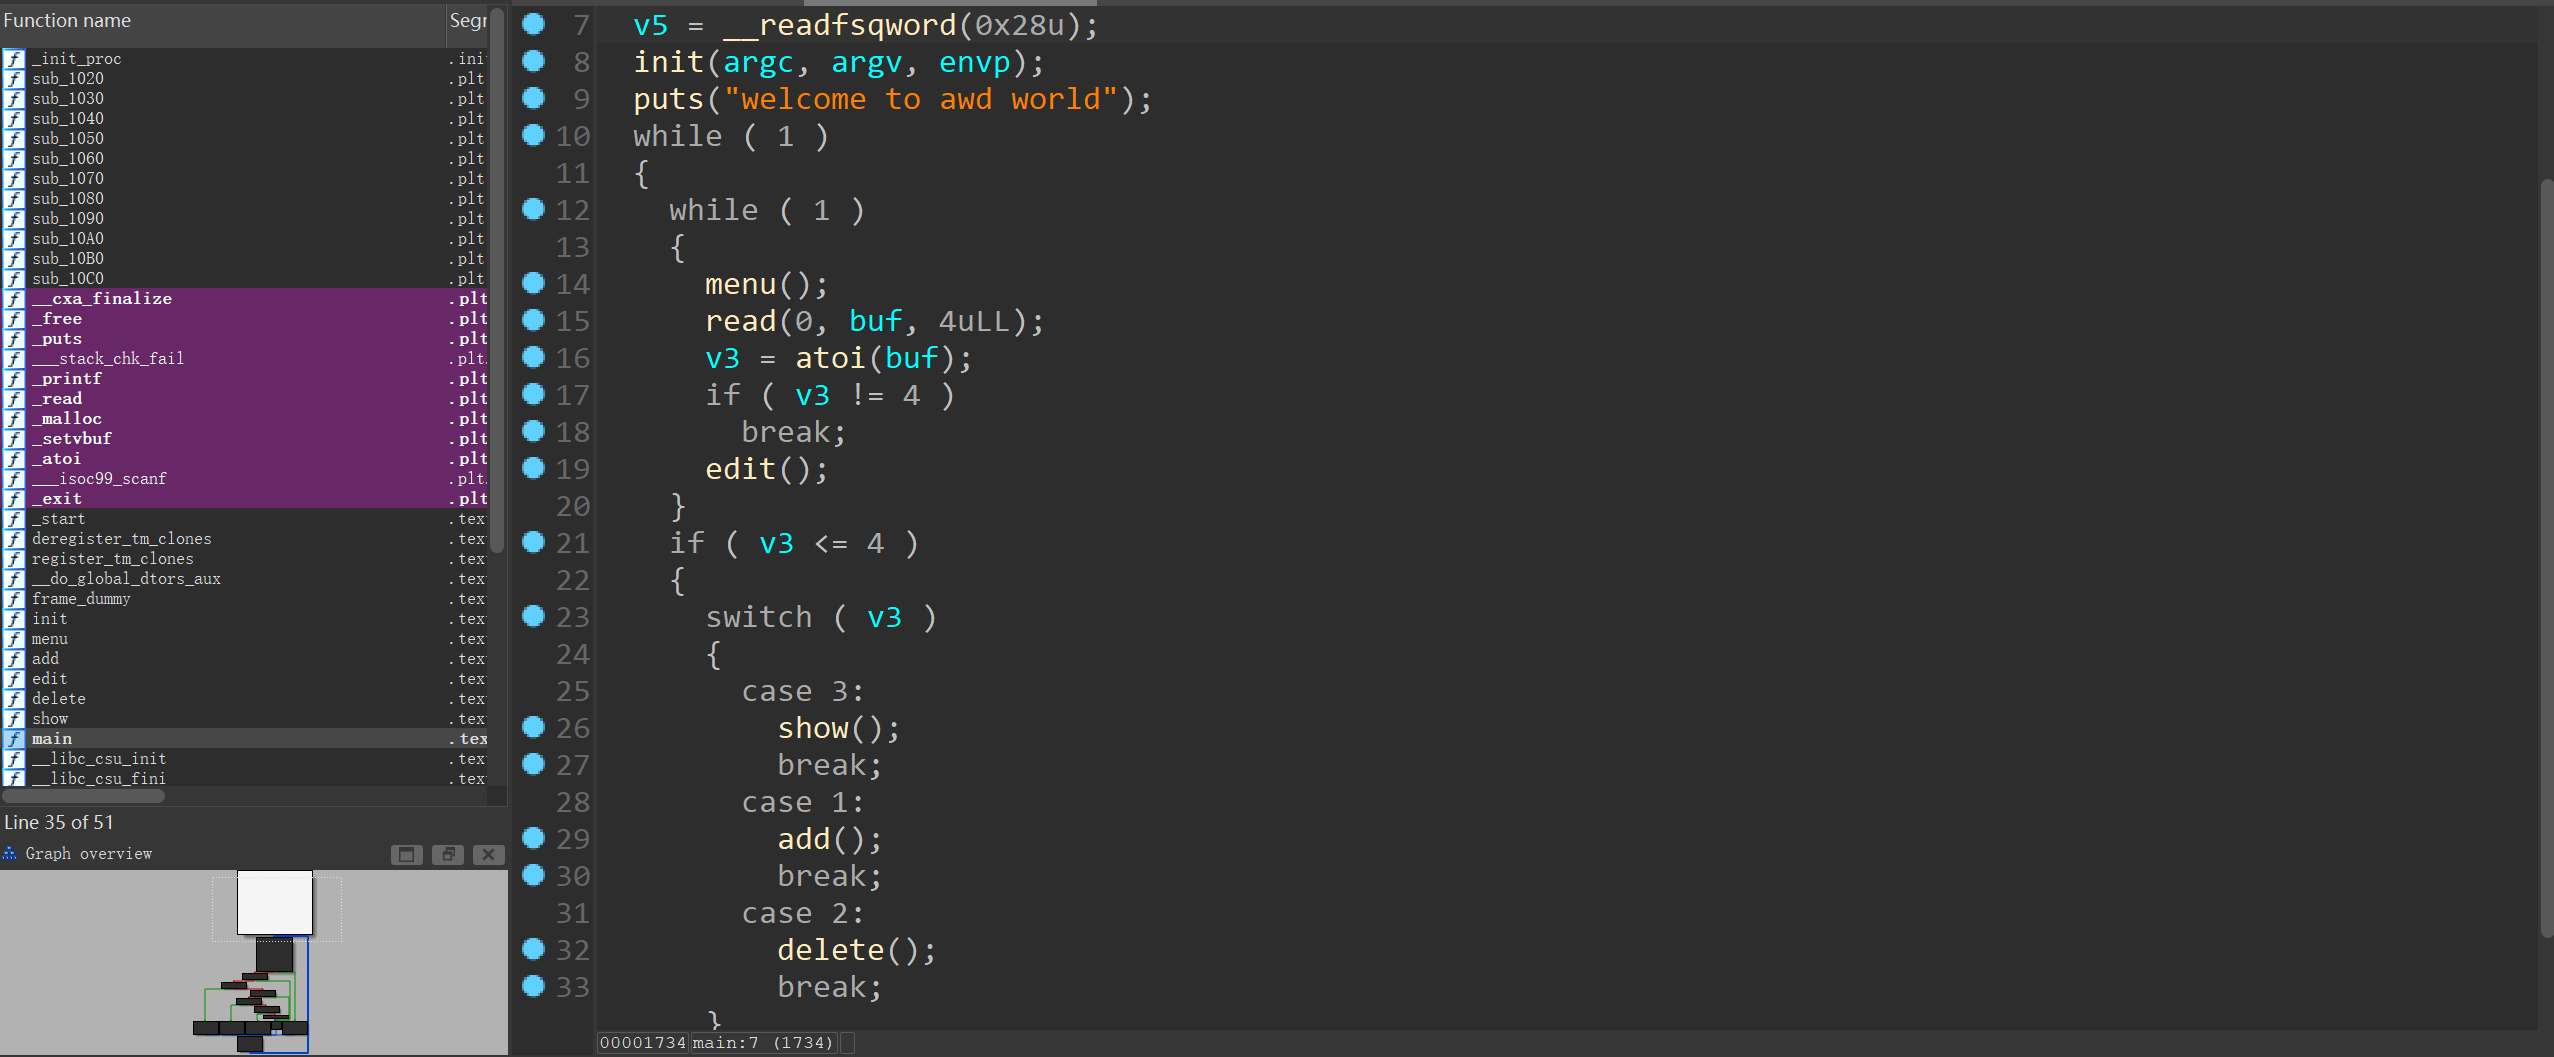 Function name Segr
_init_proc .ini
sub_1020 .plt
sub_1030 .plt
sub_1040 .plt
sub_1050 .plt
sub_1060 .plt
sub_1070 .plt
sub_1080 .plt
sub_1090 .plt
sub_10A0 .plt
sub_10B0 .plt
sub_10C0 .plt
__cxa_finalize .plt
_free .plt
_puts .plt
___stack_chk_fail .plt.
_printf .plt
_read .plt
_malloc .plt
_setvbuf .plt
_atoi .plt
___isoc99_scanf .plt.
_exit .plt
_start .tex
deregister_tm_clones .tex
register_tm_clones .tex
__do_global_dtors_aux .tex
frame_dummy .tex
init .tex
menu .tex
add .tex
edit .tex
delete .tex
show .tex
main .tex
__libc_csu_init .tex
__libc_csu_fini .tex
Line 35 of 51
Graph overview
7 v5 = __readfsqword(0x28u);
8 init(argc, argv, envp);
9 puts("welcome to awd world");
10 while ( 1 )
11 {
12 while ( 1 )
13 {
14 menu();
15 read(0, buf, 4uLL);
16 v3 = atoi(buf);
17 if ( v3 != 4 )
18 break;
19 edit();
20 }
21 if ( v3 <= 4 )
22 {
23 switch ( v3 )
24 {
25 case 3:
26 show();
27 break;
28 case 1:
29 add();
30 break;
31 case 2:
32 delete();
33 break;
}
00001734 main:7 (1734)